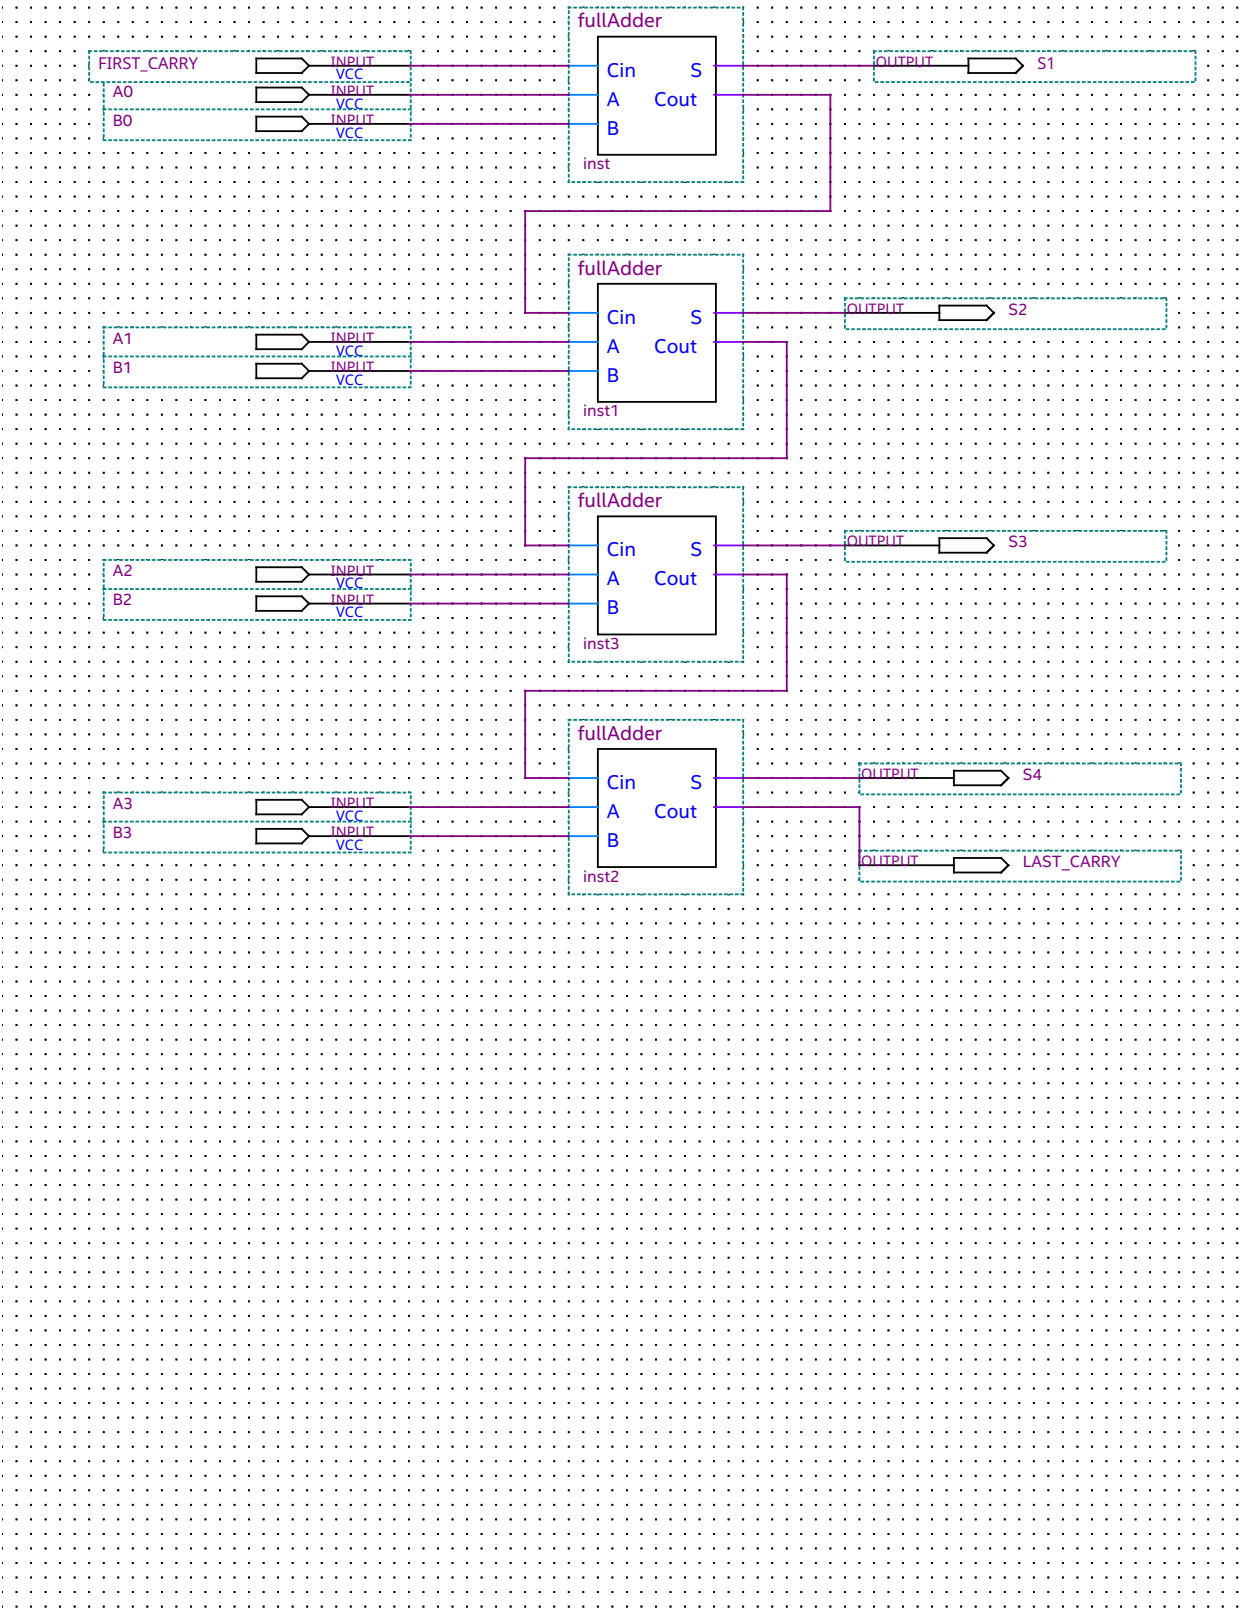 fullAdder
FIRST_CARRY INPUT VCC Cin S OUTPUT S1
A0 INPUT VCC A Cout
B0 INPUT VCC B
inst
fullAdder
Cin S OUTPUT S2
A1 INPUT VCC A Cout
B1 INPUT VCC B
inst1
fullAdder
Cin S OUTPUT S3
A2 INPUT VCC A Cout
B2 INPUT VCC B
inst3
fullAdder
Cin S OUTPUT S4
A3 INPUT VCC A Cout
B3 INPUT VCC B
OUTPUT LAST_CARRY
inst2